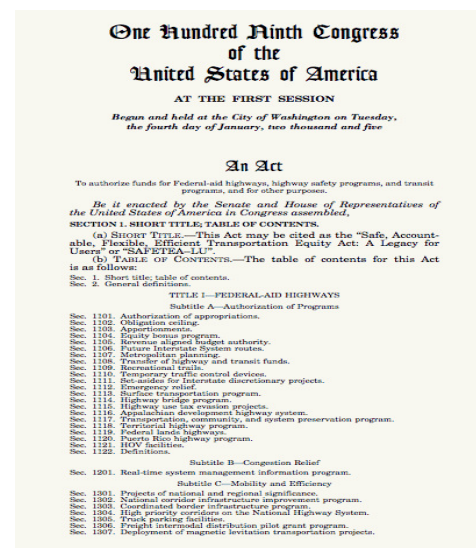 One Hundred Ninth Congress
of the
United States of America
AT THE FIRST SESSION
Begun and held at the City of Washington on Tuesday,
the fourth day of January, two thousand and five
An Act
To authorize funds for Federal-aid highways, highway safety programs, and transit
programs, and for other purposes.
Be it enacted by the Senate and House of Representatives of
the United States of America in Congress assembled,
SECTION 1. SHORT TITLE; TABLE OF CONTENTS.
(a) SHORT TITLE.—This Act may be cited as the “Safe, Account-
able, Flexible, Efficient Transportation Equity Act: A Legacy for
Users” or “SAFETEA–LU”.
(b) TABLE OF CONTENTS.—The table of contents for this Act
is as follows:
Sec. 1. Short title; table of contents.
Sec. 2. General definitions.
TITLE I—FEDERAL-AID HIGHWAYS
Subtitle A—Authorization of Programs
Sec. 1101. Authorization of appropriations.
Sec. 1102. Obligation ceiling.
Sec. 1103. Apportionments.
Sec. 1104. Equity bonus program.
Sec. 1105. Revenue aligned budget authority.
Sec. 1106. Future Interstate System routes.
Sec. 1107. Metropolitan planning.
Sec. 1108. Transfer of highway and transit funds.
Sec. 1109. Recreational trails.
Sec. 1110. Temporary traffic control devices.
Sec. 1111. Set-asides for Interstate discretionary projects.
Sec. 1112. Emergency relief.
Sec. 1113. Surface transportation program.
Sec. 1114. Highway bridge program.
Sec. 1115. Highway use tax evasion projects.
Sec. 1116. Appalachian development highway system.
Sec. 1117. Transportation, community, and system preservation program.
Sec. 1118. Territorial highway program.
Sec. 1119. Federal lands highways.
Sec. 1120. Puerto Rico highway program.
Sec. 1121. HOV facilities.
Sec. 1122. Definitions.
Subtitle B—Congestion Relief
Sec. 1201. Real-time system management information program.
Subtitle C—Mobility and Efficiency
Sec. 1301. Projects of national and regional significance.
Sec. 1302. National corridor infrastructure improvement program.
Sec. 1303. Coordinated border infrastructure program.
Sec. 1304. High priority corridors on the National Highway System.
Sec. 1305. Truck parking facilities.
Sec. 1306. Freight intermodal distribution pilot grant program.
Sec. 1307. Deployment of magnetic levitation transportation projects.